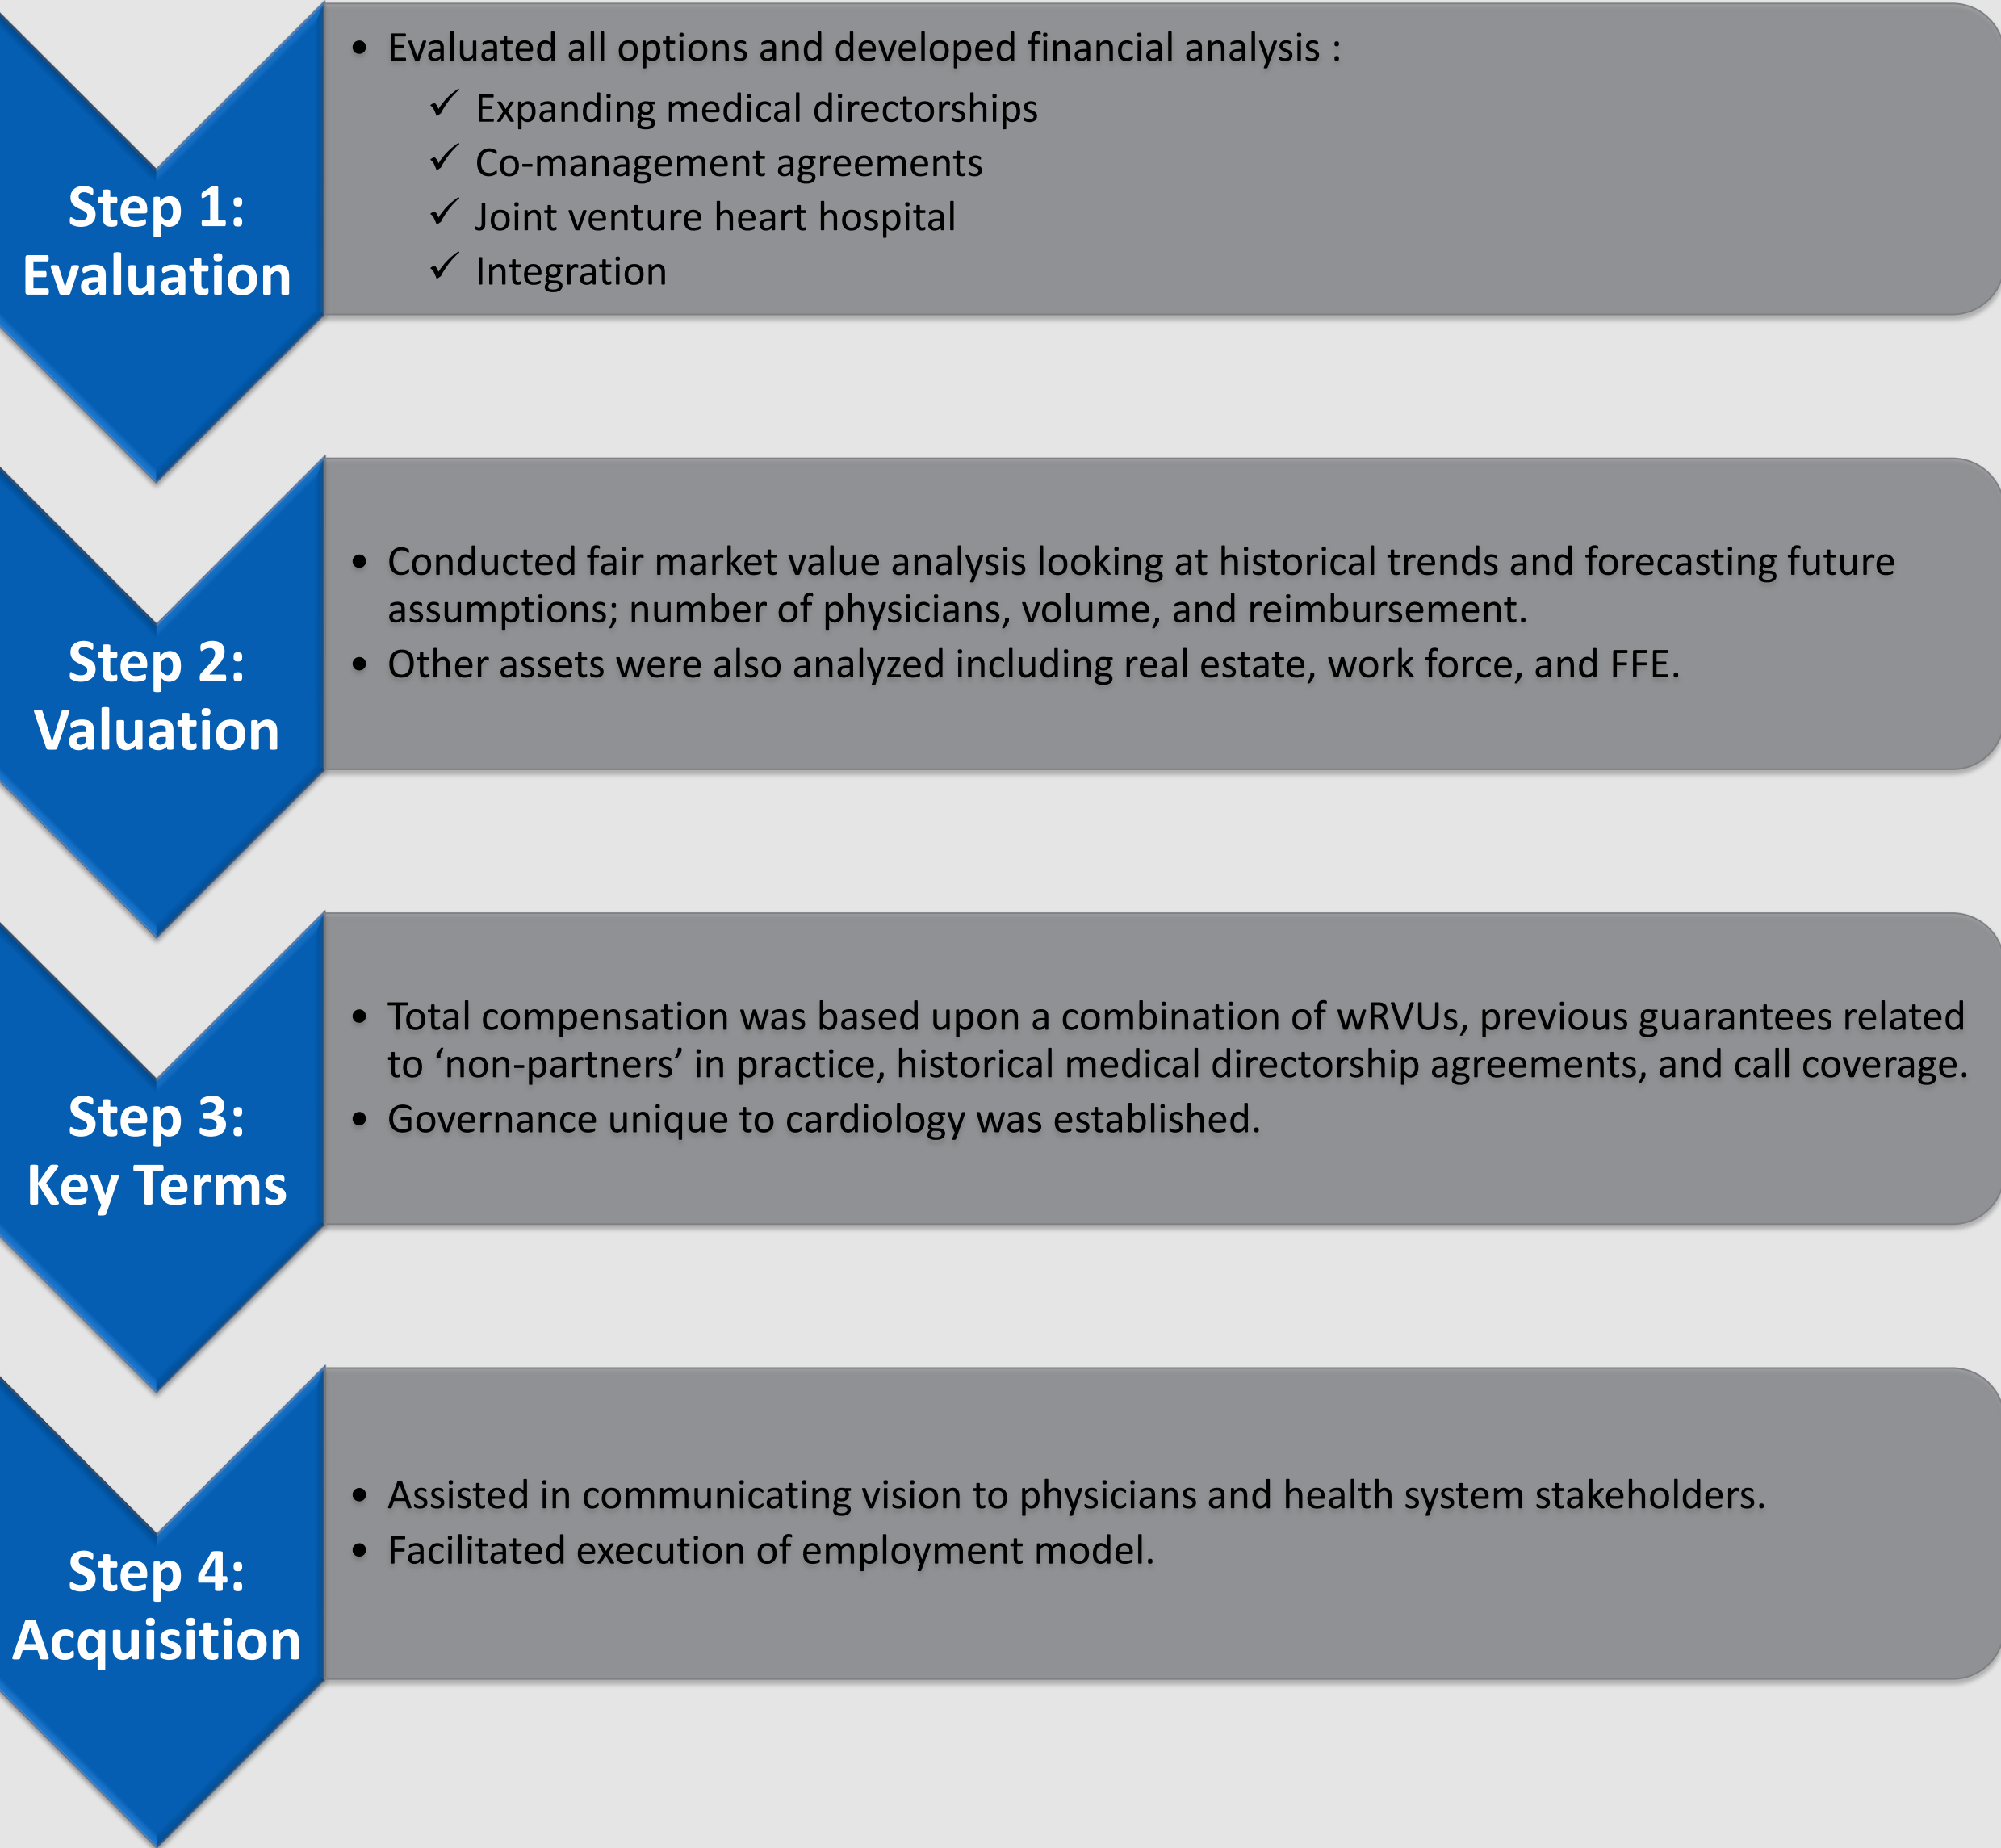 Step 1:
Evaluation
• Evaluated all options and developed financial analysis :
✓ Expanding medical directorships
✓ Co-management agreements
✓ Joint venture heart hospital
✓ Integration
Step 2:
Valuation
• Conducted fair market value analysis looking at historical trends and forecasting future
assumptions; number of physicians, volume, and reimbursement.
• Other assets were also analyzed including real estate, work force, and FFE.
Step 3:
Key Terms
• Total compensation was based upon a combination of wRVUs, previous guarantees related
to ‘non-partners’ in practice, historical medical directorship agreements, and call coverage.
• Governance unique to cardiology was established.
Step 4:
Acquisition
• Assisted in communicating vision to physicians and health system stakeholders.
• Facilitated execution of employment model.